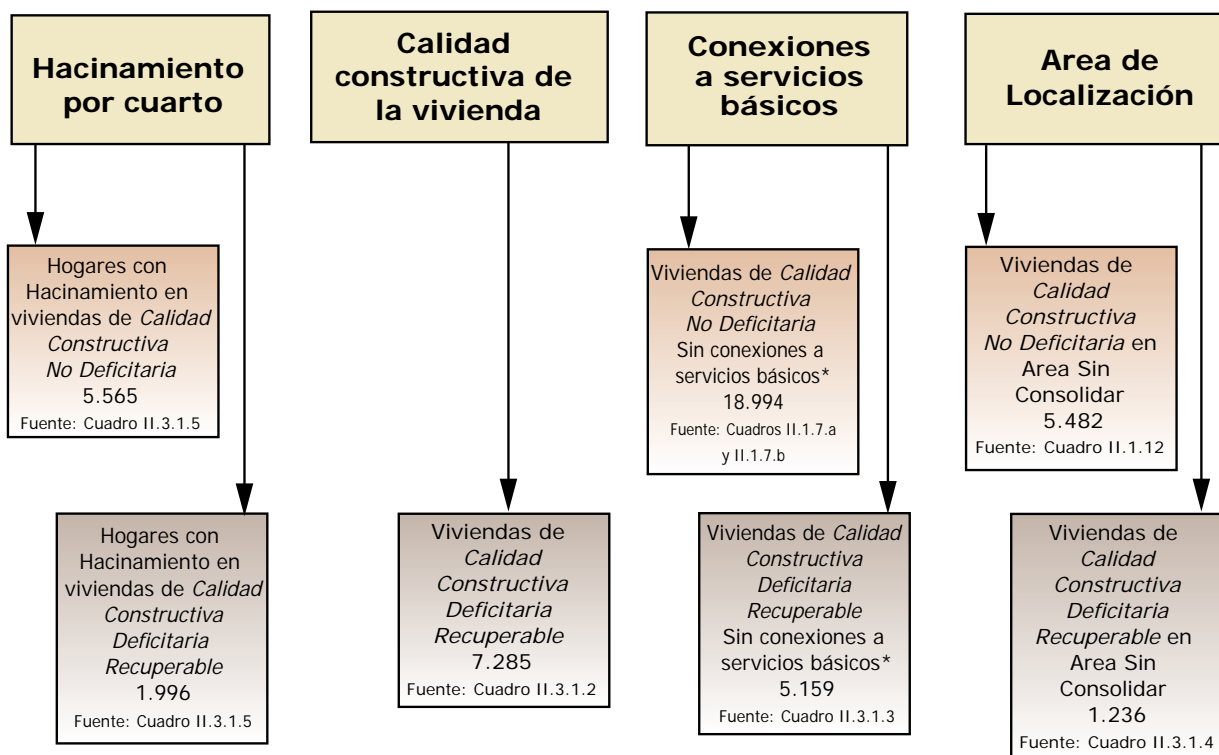 Hacinamiento
por cuarto
Calidad
constructiva de
la vivienda
Conexiones
a servicios
básicos
Area de
Localización
Hogares con
Hacinamiento en
viviendas de Calidad
Constructiva
No Deficitaria
5.565
Fuente: Cuadro II.3.1.5
Viviendas de Calidad
Constructiva
No Deficitaria
Sin conexiones a
servicios básicos*
18.994
Fuente: Cuadros II.1.7.a
y II.1.7.b
Viviendas de
Calidad
Constructiva
No Deficitaria en
Area Sin
Consolidar
5.482
Fuente: Cuadro II.1.12
Hogares con
Hacinamiento en
viviendas de Calidad
Constructiva
Deficitaria
Recuperable
1.996
Fuente: Cuadro II.3.1.5
Viviendas de
Calidad
Constructiva
Deficitaria
Recuperable
7.285
Fuente: Cuadro II.3.1.2
Viviendas de Calidad
Constructiva
Deficitaria
Recuperable
Sin conexiones a
servicios básicos*
5.159
Fuente: Cuadro II.3.1.3
Viviendas de
Calidad
Constructiva
Deficitaria
Recuperable en
Area Sin
Consolidar
1.236
Fuente: Cuadro II.3.1.4